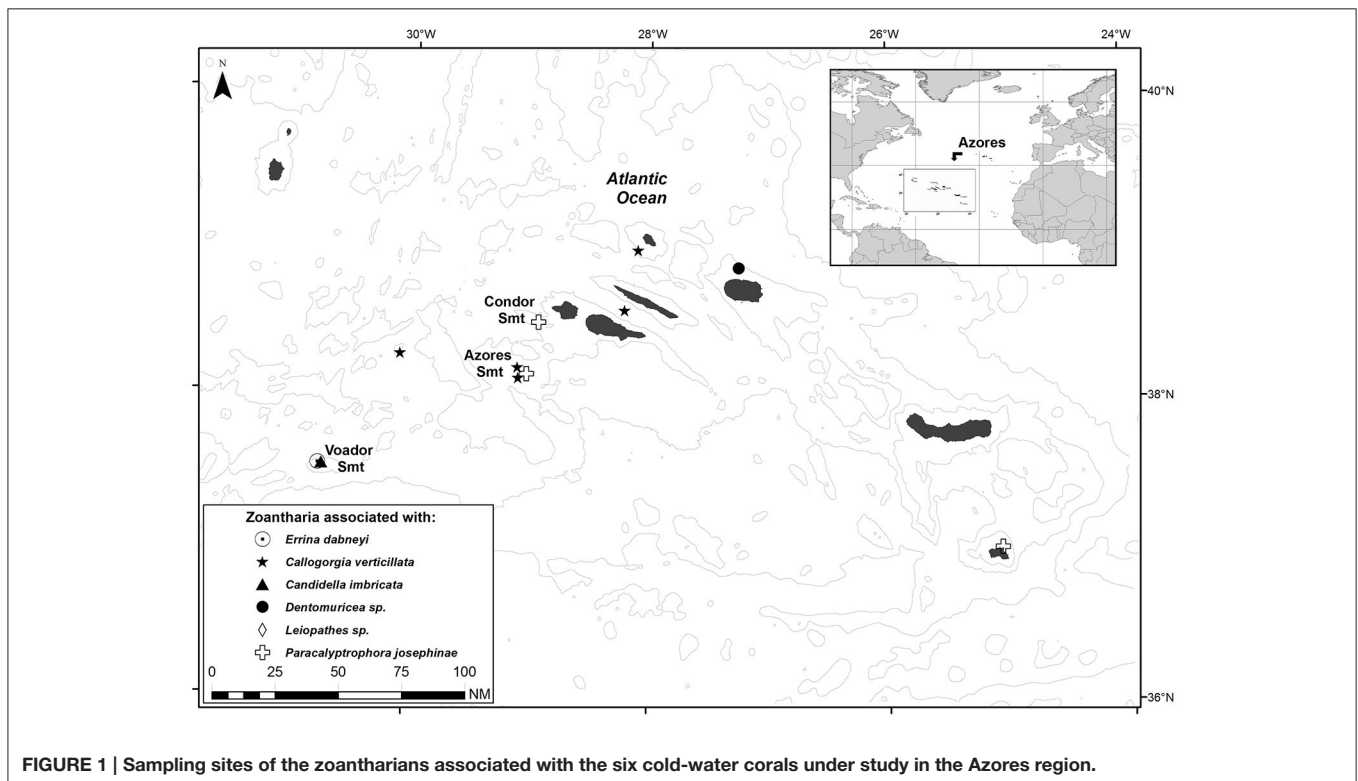 30°W 28°W 26°W 24°W
N
40°N
Azores
Atlantic
Ocean
Condor
Smt
Azores
Smt
38°N
Voador
Smt
Zoantharia associated with:
Errina dabneyi
Callogorgia verticillata
Candidella imbricata
Dentomuricea sp.
Leiopathes sp.
Paracalyptrophora josephinae
0 25 50 75 100
NM
36°N
FIGURE 1 | Sampling sites of the zoantharians associated with the six cold-water corals under study in the Azores region.